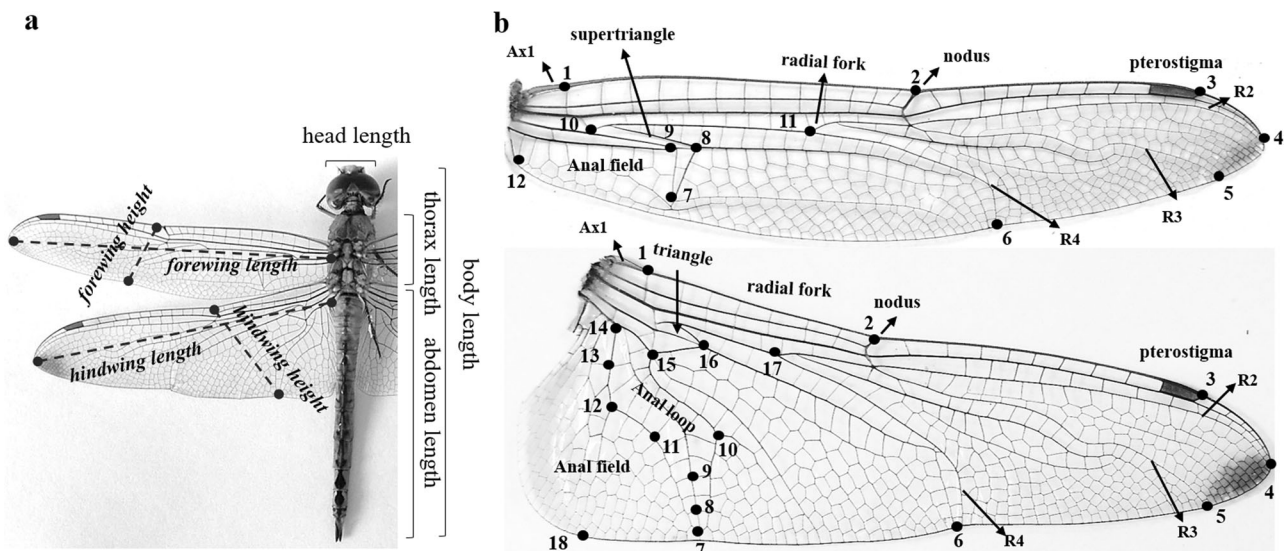 a
head length
thorax length
abdomen length
body length
forewing height
forewing length
hindwing length
hindwing height
b
Ax1
1
supertriangle
radial fork
2
nodus
pterostigma
3
R2
10
9
8
11
4
Anal field
12
7
5
R3
6
R4
Ax1
1
triangle
radial fork
nodus
2
pterostigma
3
R2
14
15
16
17
13
12
Anal loop
11
10
Anal field
9
8
4
18
7
6
R4
R3
5